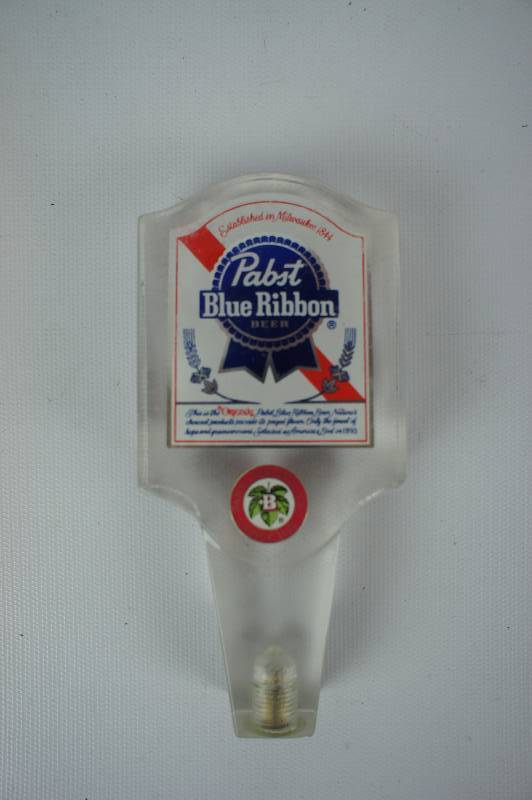 Established in Milwaukee 1844
Pabst
Blue Ribbon
BEER
®
This is the Original Pabst Blue Ribbon Beer. Nature's
choicest products provide its prized flavor. Only the finest of
hops and grains are used. Selected as America's Best in 1893.
B
®